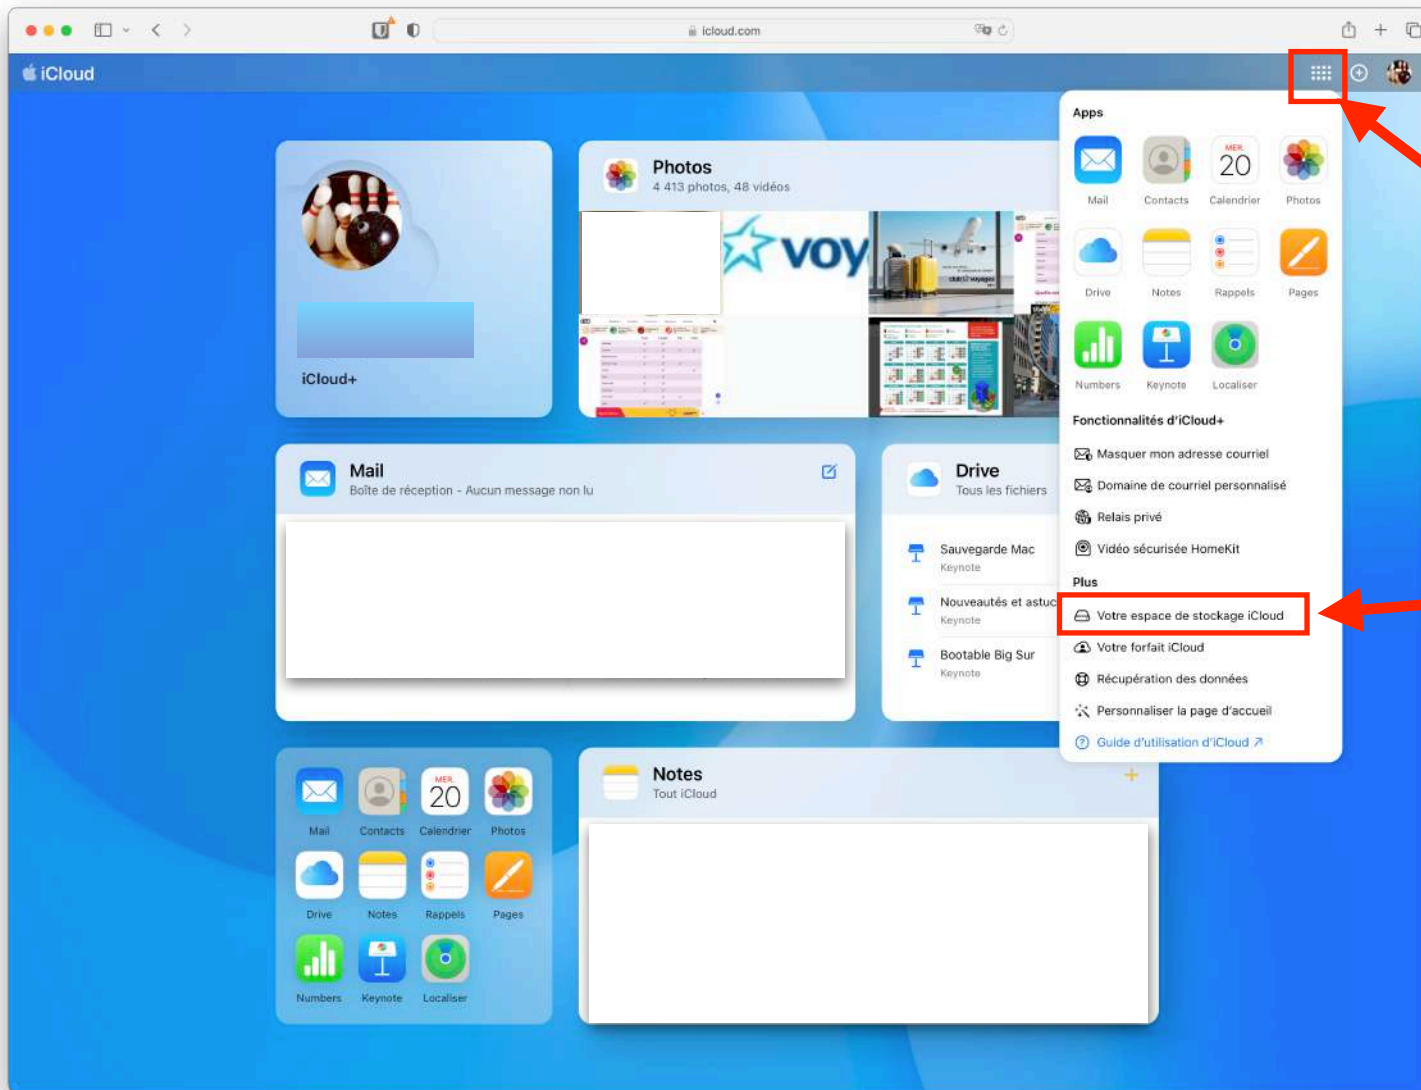 icloud.com
iCloud
Apps
Mail
Contacts
MER.
20
Calendrier
Photos
Drive
Notes
Rappels
Pages
Numbers
Keynote
Localiser
Fonctionnalités d'iCloud+
Masquer mon adresse courriel
Domaine de courriel personnalisé
Relais privé
Vidéo sécurisée HomeKit
Plus
Votre espace de stockage iCloud
Votre forfait iCloud
Récupération des données
Personnaliser la page d'accueil
Guide d'utilisation d'iCloud ↗
iCloud+
Photos
4 413 photos, 48 vidéos
voy
club voyages
Mail
Boîte de réception - Aucun message non lu
Drive
Tous les fichiers
Sauvegarde Mac
Keynote
Nouveautés et astuc
Keynote
Bootable Big Sur
Keynote
Mail
Contacts
MER.
20
Calendrier
Photos
Drive
Notes
Rappels
Pages
Numbers
Keynote
Localiser
Notes
Tout iCloud